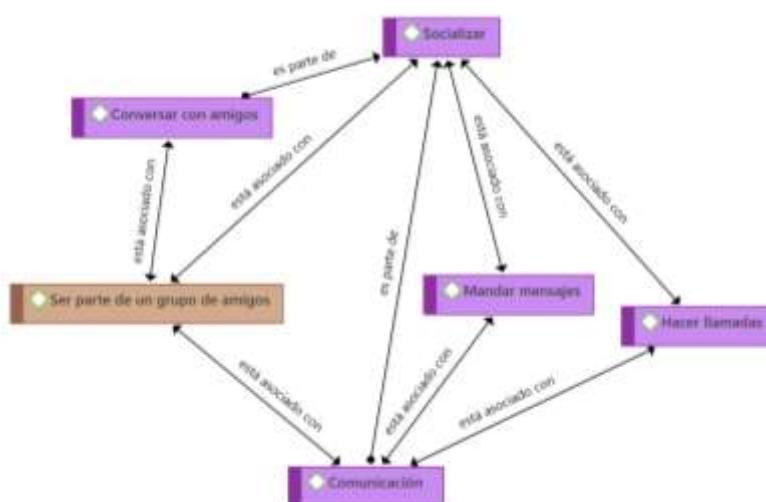 Socializar
es parte de
Conversar con amigos
está asociado con
está asociado con
está asociado con
está asociado con
es parte de
Ser parte de un grupo de amigos
Mandar mensajes
Hacer llamadas
está asociado con
está asociado con
está asociado con
Comunicación